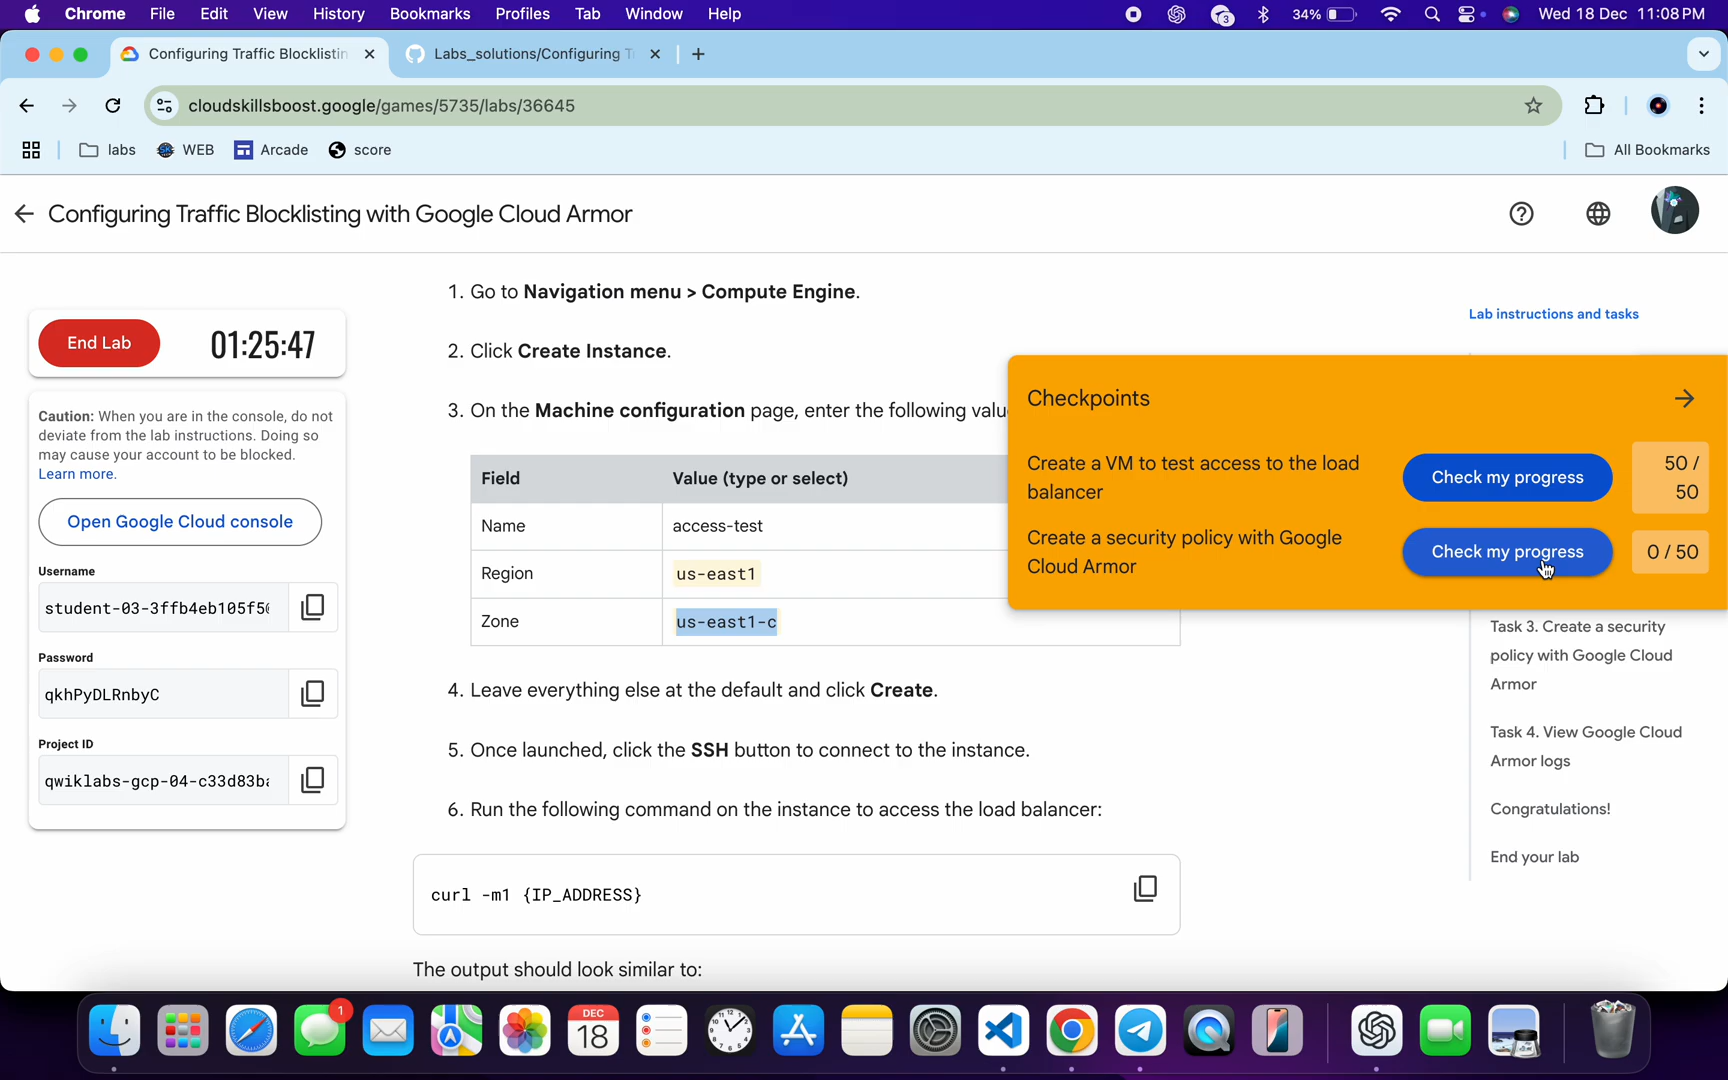 Chrome File Edit View History Bookmarks Profiles Tab Window Help
3 34% Wed 18 Dec 11:08 PM
Configuring Traffic Blocklistin
Labs_solutions/Configuring T
cloudskillsboost.google/games/5735/labs/36645
labs WEB Arcade score All Bookmarks
Configuring Traffic Blocklisting with Google Cloud Armor
End Lab 01:25:47
Caution: When you are in the console, do not
deviate from the lab instructions. Doing so
may cause your account to be blocked.
Learn more.
Open Google Cloud console
Username
student-03-3ffb4eb105f50
Password
qkhPyDLRnbyC
Project ID
qwiklabs-gcp-04-c33d83ba
1. Go to Navigation menu > Compute Engine.
2. Click Create Instance.
3. On the Machine configuration page, enter the following valu
Field Value (type or select)
Name access-test
Region us-east1
Zone us-east1-c
4. Leave everything else at the default and click Create.
5. Once launched, click the SSH button to connect to the instance.
6. Run the following command on the instance to access the load balancer:
curl -m1 {IP_ADDRESS}
The output should look similar to:
Lab instructions and tasks
Checkpoints
Create a VM to test access to the load
balancer
Check my progress
50 /
50
Create a security policy with Google
Cloud Armor
Check my progress
0 / 50
Task 3. Create a security
policy with Google Cloud
Armor
Task 4. View Google Cloud
Armor logs
Congratulations!
End your lab
1
DEC
18